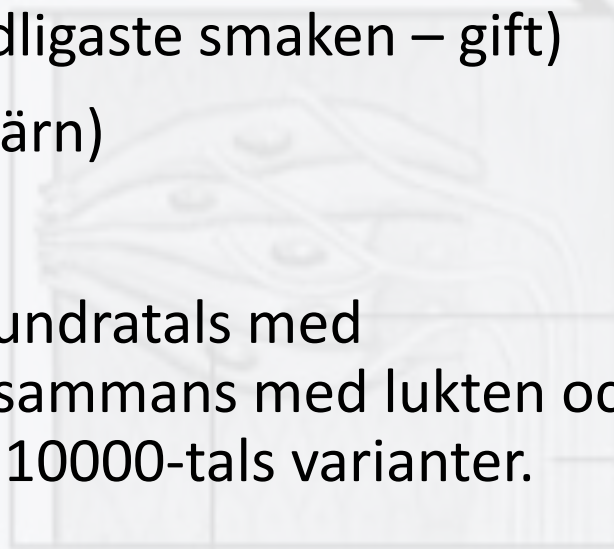 dligaste smaken – gift)
ärn)
undratals med
sammans med lukten oc
10000-tals varianter.